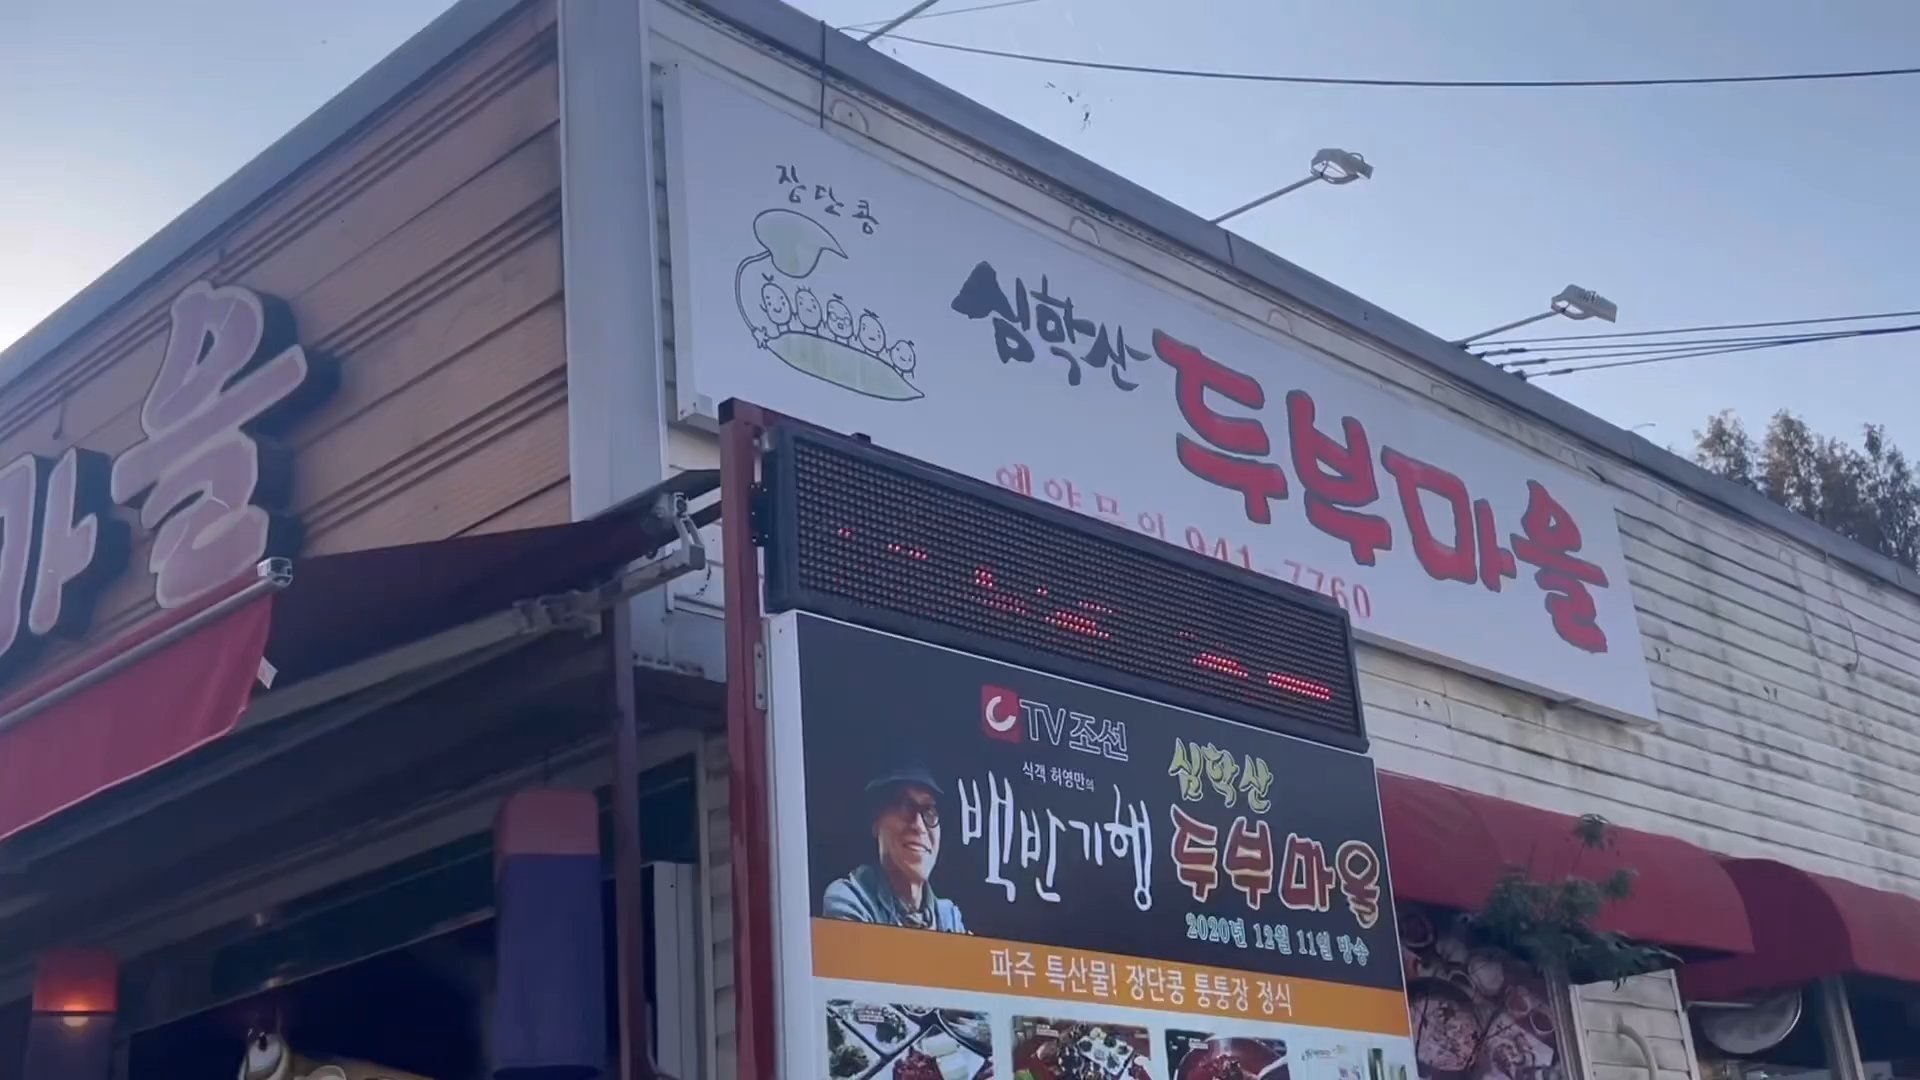 장단콩
심학산 두부마을
예약문의 941-7760
마을
TV조선
식객 허영만의
백반기행
심학산
두부마을
2020년 12월 11일 방송
파주 특산물! 장단콩 통퉁장 정식